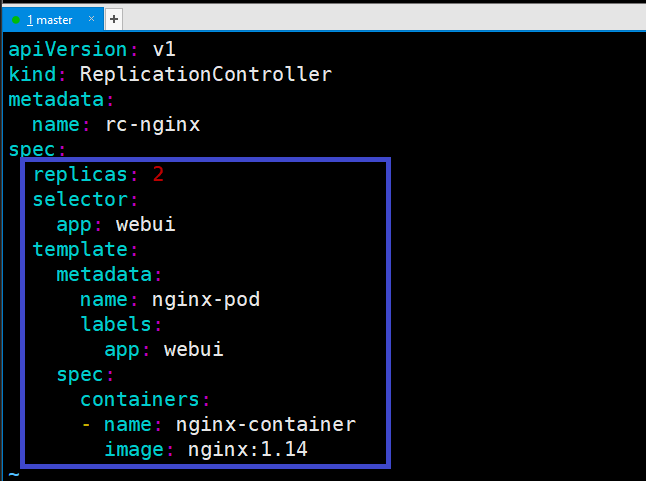 1 master × +
apiVersion: v1
kind: ReplicationController
metadata:
  name: rc-nginx
spec:
  replicas: 2
  selector:
    app: webui
  template:
    metadata:
      name: nginx-pod
      labels:
        app: webui
    spec:
      containers:
      - name: nginx-container
        image: nginx:1.14
~